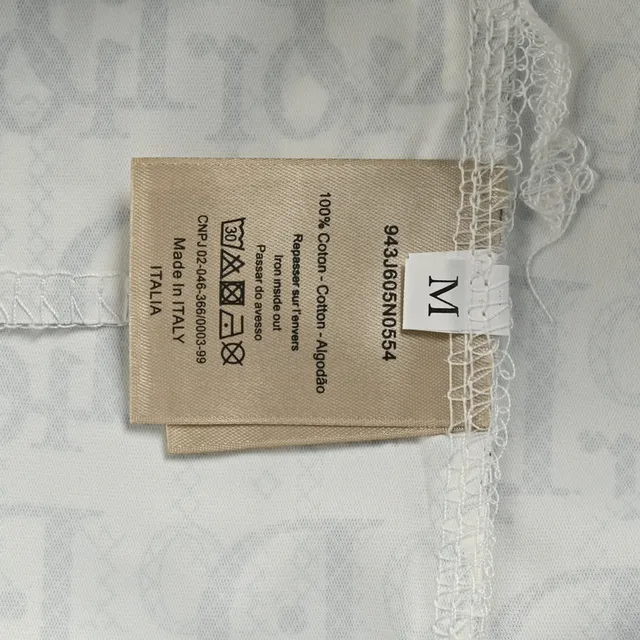 M
943J605N0554
100% Coton - Cotton - Algodão
Repasser sur l'envers
Iron inside out
Passar do avesso
30
CNPJ 02-046-366/0003-99
Made In ITALY
ITALIA